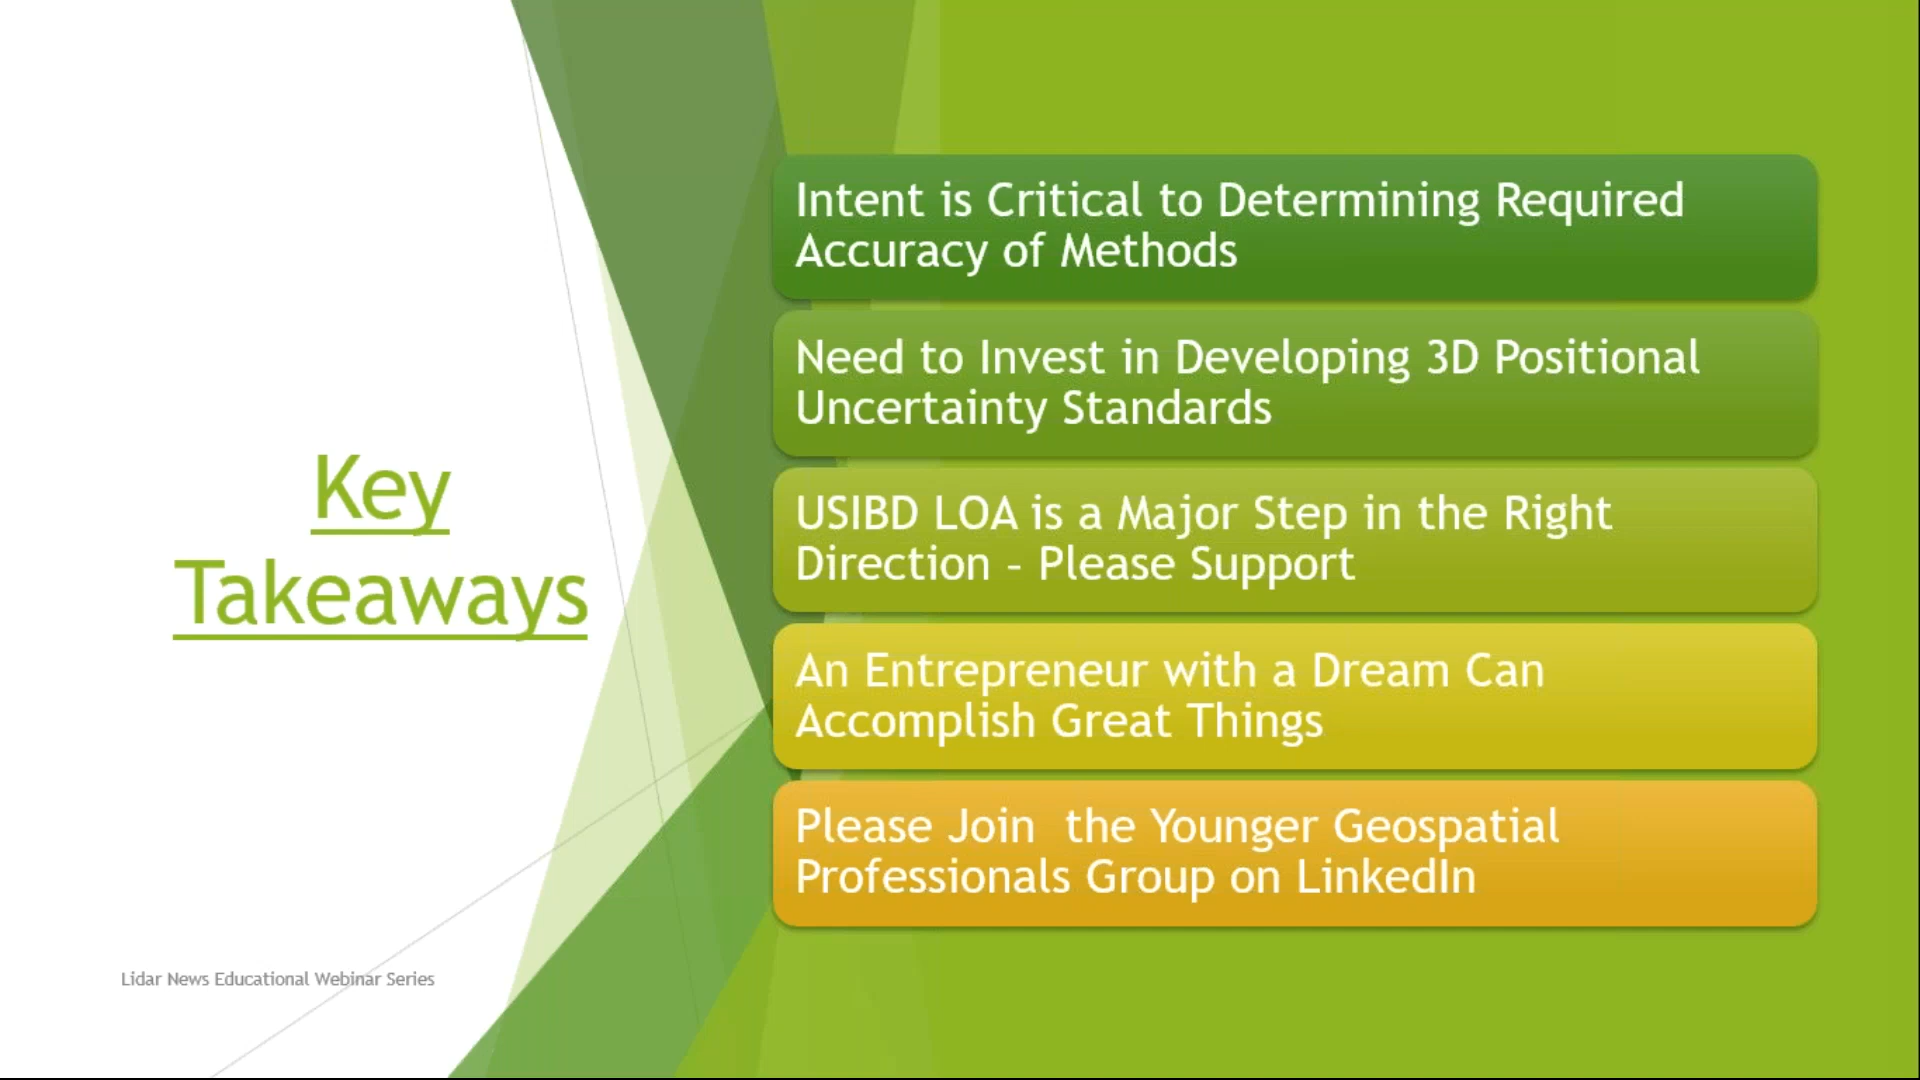 Key
Takeaways
Intent is Critical to Determining Required
Accuracy of Methods
Need to Invest in Developing 3D Positional
Uncertainty Standards
USIBD LOA is a Major Step in the Right
Direction – Please Support
An Entrepreneur with a Dream Can
Accomplish Great Things
Please Join  the Younger Geospatial
Professionals Group on LinkedIn
Lidar News Educational Webinar Series